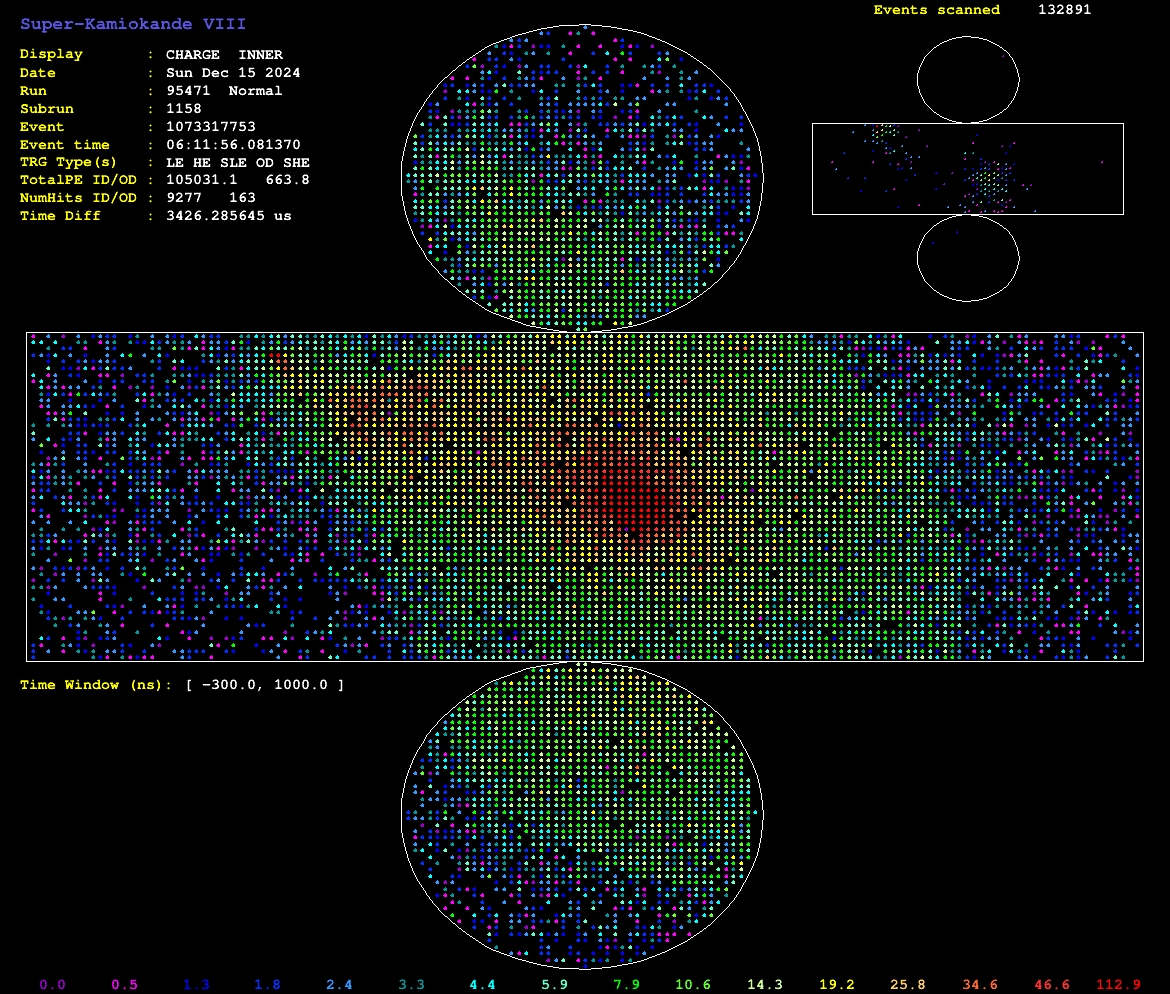 Super-Kamiokande VIII
Events scanned 132891
Display : CHARGE INNER
Date : Sun Dec 15 2024
Run : 95471 Normal
Subrun : 1158
Event : 1073317753
Event time : 06:11:56.081370
TRG Type(s) : LE HE SLE OD SHE
TotalPE ID/OD : 105031.1 663.8
NumHits ID/OD : 9277 163
Time Diff : 3426.285645 us
Time Window (ns): [ −300.0, 1000.0 ]
0.0 0.5 1.3 1.8 2.4 3.3 4.4 5.9 7.9 10.6 14.3 19.2 25.8 34.6 46.6 112.9